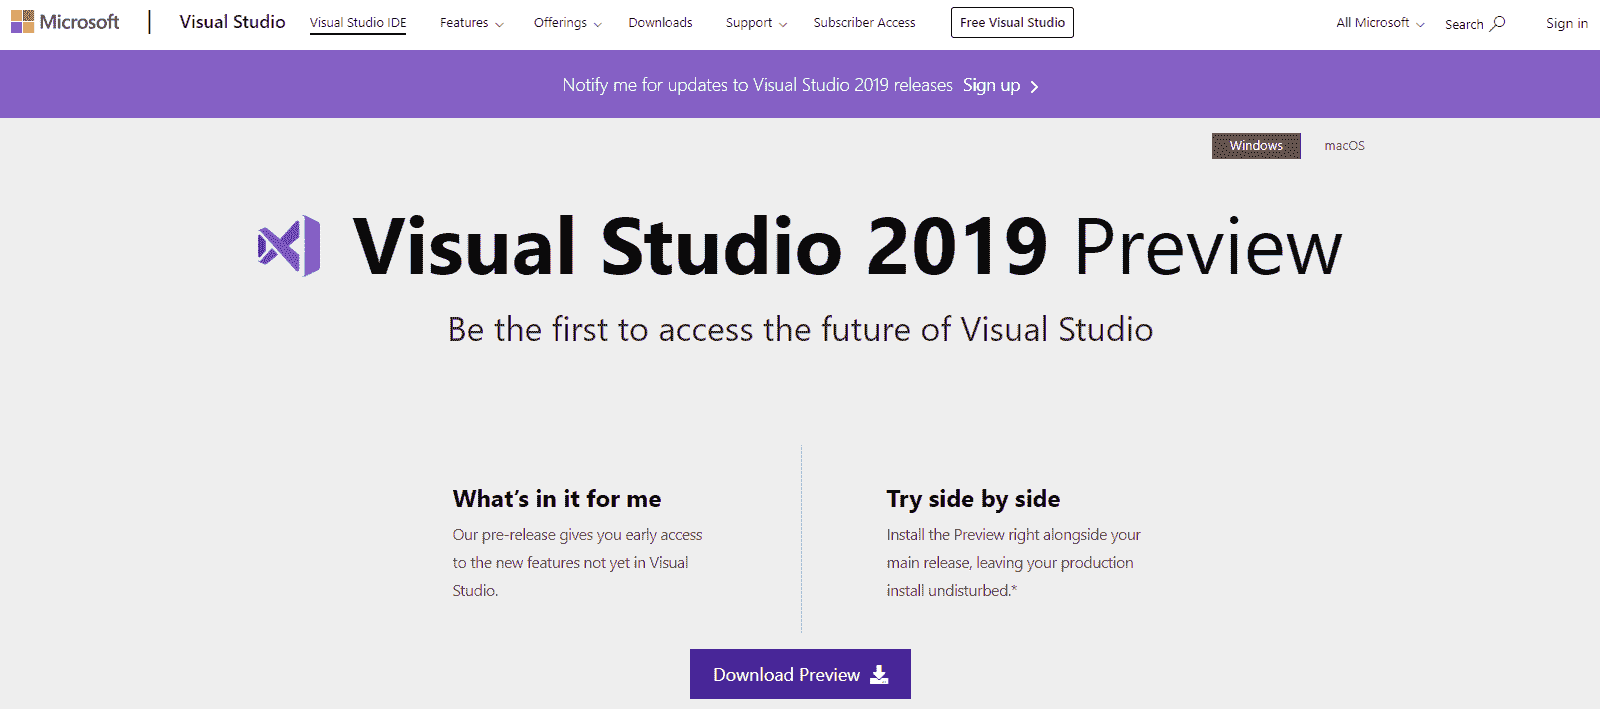 Microsoft Visual Studio Visual Studio IDE Features Offerings Downloads Support Subscriber Access Free Visual Studio All Microsoft Search Sign in
Notify me for updates to Visual Studio 2019 releases Sign up
Windows macOS
Visual Studio 2019 Preview
Be the first to access the future of Visual Studio
What's in it for me
Our pre-release gives you early access
to the new features not yet in Visual
Studio.
Try side by side
Install the Preview right alongside your
main release, leaving your production
install undisturbed.*
Download Preview